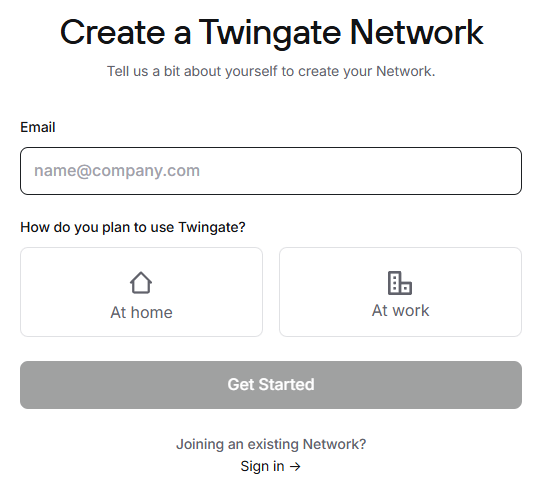 Create a Twingate Network
Tell us a bit about yourself to create your Network.
Email
name@company.com
How do you plan to use Twingate?
At home
At work
Get Started
Joining an existing Network?
Sign in →